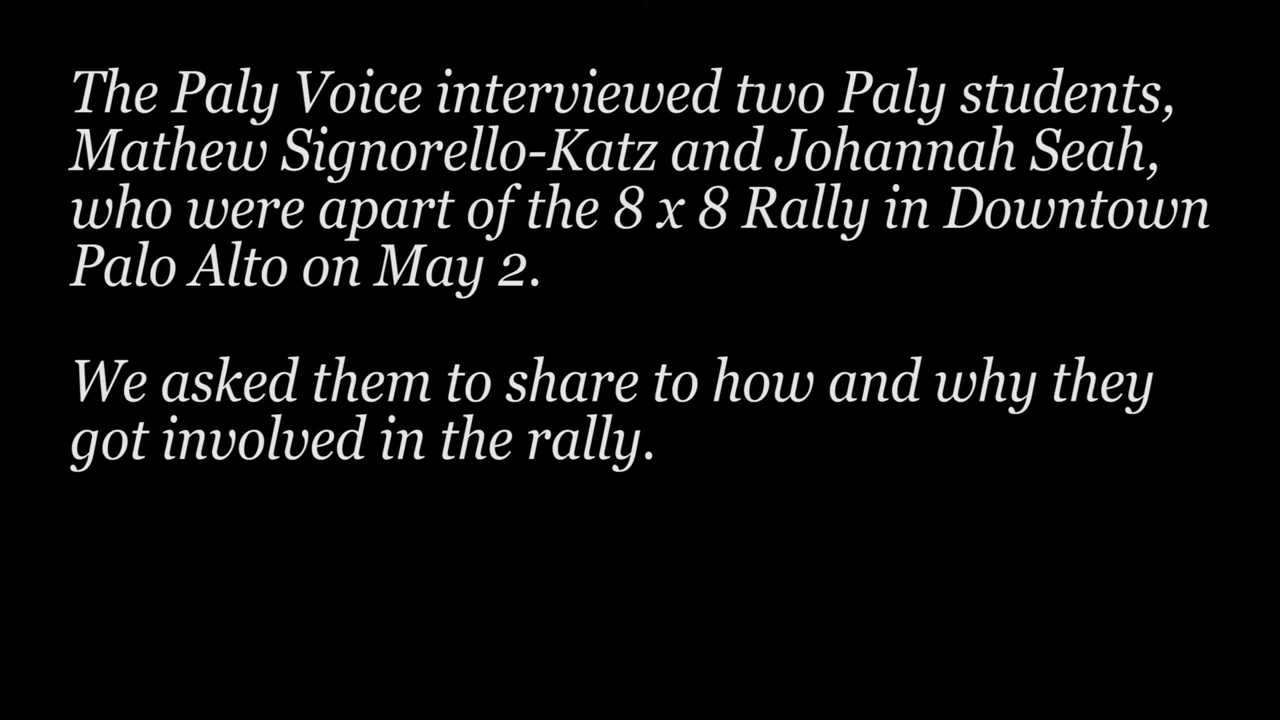 The Paly Voice interviewed two Paly students,
Mathew Signorello-Katz and Johannah Seah,
who were apart of the 8 x 8 Rally in Downtown
Palo Alto on May 2.
We asked them to share to how and why they
got involved in the rally.